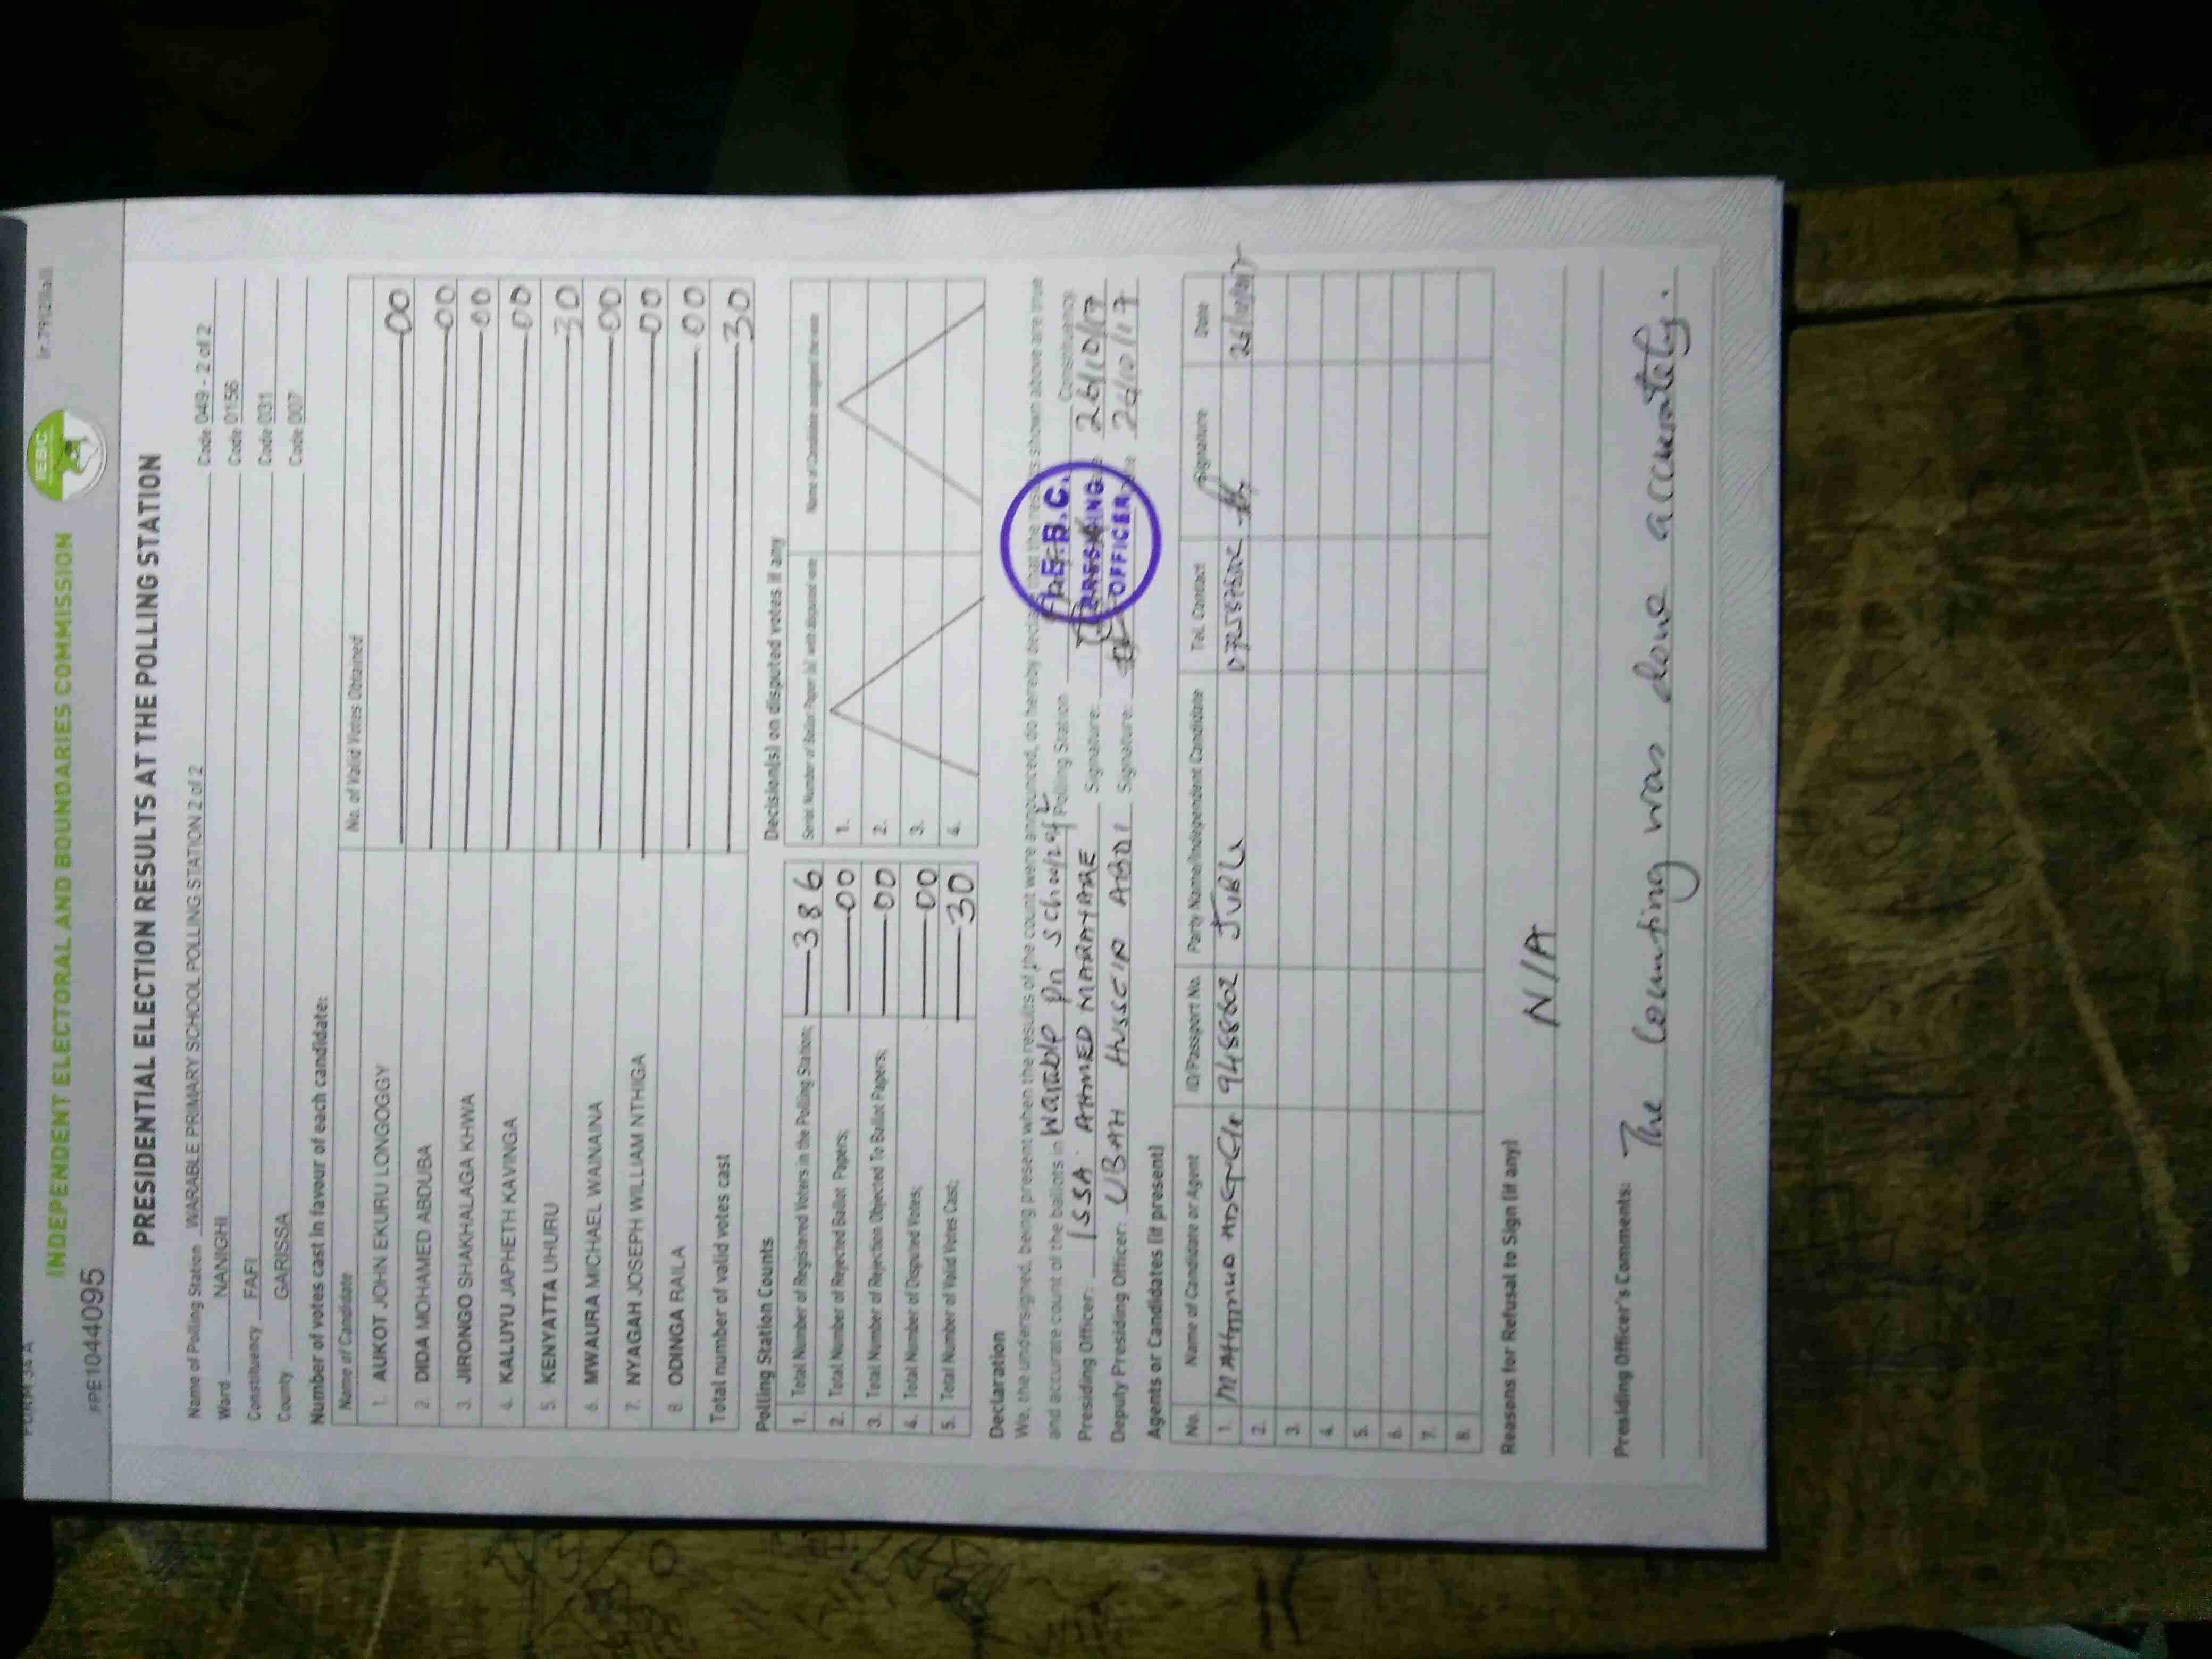 FORM 34 A
INDEPENDENT ELECTORAL AND BOUNDARIES COMMISSION
IEBC
PPE1044095
PRESIDENTIAL ELECTION RESULTS AT THE POLLING STATION
Name of Polling Station WARABLE PRIMARY SCHOOL POLLING STATION 2 of 2 Code 049 - 2 of 2
Ward NANIGHI Code 0156
Constituency FAFI Code 031
County GARISSA Code 007
Number of votes cast in favour of each candidate:
Name of Candidate No. of Valid Votes Obtained
1. AUKOT JOHN EKURU LONGOGGY 00
2. DIDA MOHAMED ABDUBA 00
3. JIRONGO SHAKHALAGA KHWA 00
4. KALUYU JAPHETH KAVINGA 00
5. KENYATTA UHURU 30
6. MWAURA MICHAEL WAINAINA 00
7. NYAGAH JOSEPH WILLIAM NTHIGA 00
8. ODINGA RAILA 00
Total number of valid votes cast 30
Polling Station Counts
1. Total Number of Registered Voters in the Polling Station; 386
2. Total Number of Rejected Ballot Papers; 00
3. Total Number of Rejection Objected To Ballot Papers; 00
4. Total Number of Disputed Votes; 00
5. Total Number of Valid Votes Cast; 30
Decision(s) on disputed votes if any
Serial Number of Ballot Paper (s) with disputed vote Name of Candidate assigned the vote
1.
2.
3.
4.
Declaration
We, the undersigned, being present when the results of the count were announced, do hereby declare that the results shown above are true
and accurate count of the ballots in Warable Pri School 2 of 2 Polling Station Constituency.
Presiding Officer: ISSA AHMED Signature: 26/10/17
Deputy Presiding Officer: UBAH HUSSEIN ABDI Signature: 26/10/17
I.E.B.C.
PRESIDING
OFFICER
Agents or Candidates (if present)
No. Name of Candidate or Agent ID/Passport No. Party Name/Independent Candidate Tel. Contact Signature Date
1.
2.
3.
4.
5.
6.
7.
8.
Reasons for Refusal to Sign (if any)
N/A
Presiding Officer's Comments: The Counting was done accurately.